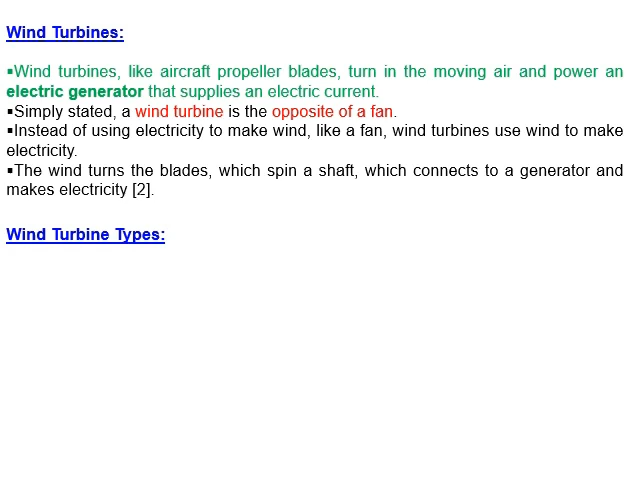 Wind Turbines:
▪Wind turbines, like aircraft propeller blades, turn in the moving air and power an
electric generator that supplies an electric current.
▪Simply stated, a wind turbine is the opposite of a fan.
▪Instead of using electricity to make wind, like a fan, wind turbines use wind to make
electricity.
▪The wind turns the blades, which spin a shaft, which connects to a generator and
makes electricity [2].
Wind Turbine Types: